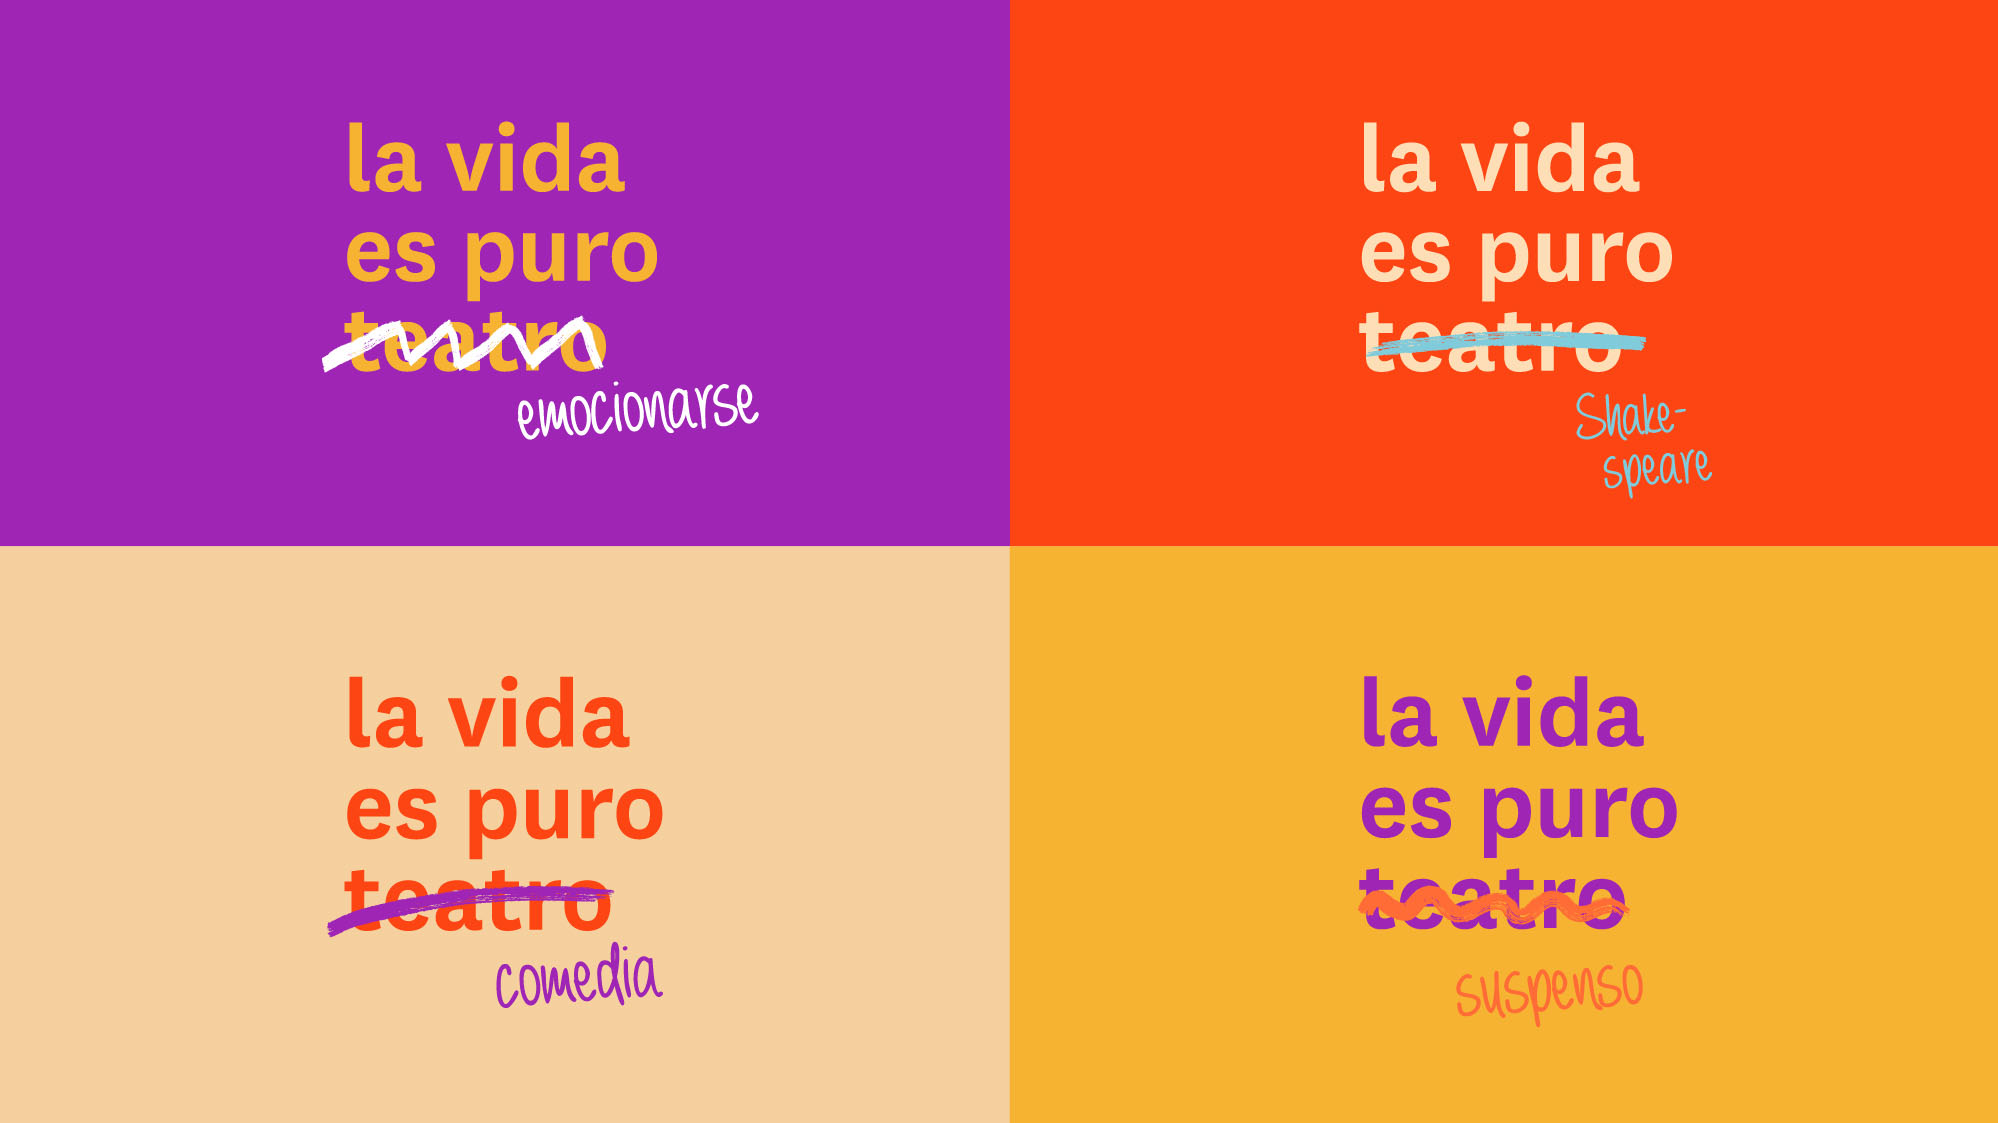 la vida
es puro
teatro
emocionarse
la vida
es puro
teatro
Shake-
speare
la vida
es puro
teatro
comedia
la vida
es puro
teatro
suspenso